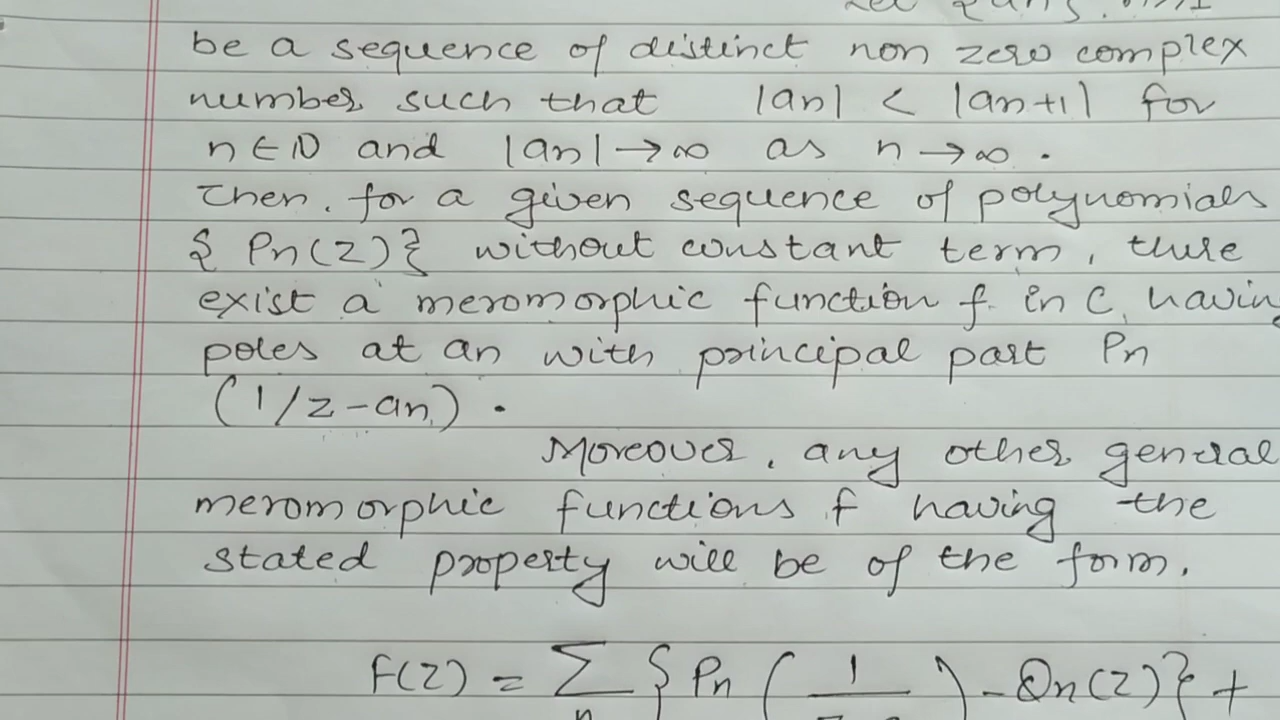 be a sequence of distinct non zero complex
number such that |an| < |an+1| for
n ∈ N and |an| → ∞ as n → ∞ .
Then, for a given sequence of polynomials
{ Pn(z)} without constant term, there
exist a meromorphic function f in C, havin
poles at an with principal part Pn
(1/z-an) .
Moreover, any other general
meromorphic functions f having the
stated property will be of the form,
F(z) = Σ { Pn ( 1 ) - Qn(z)} +
n